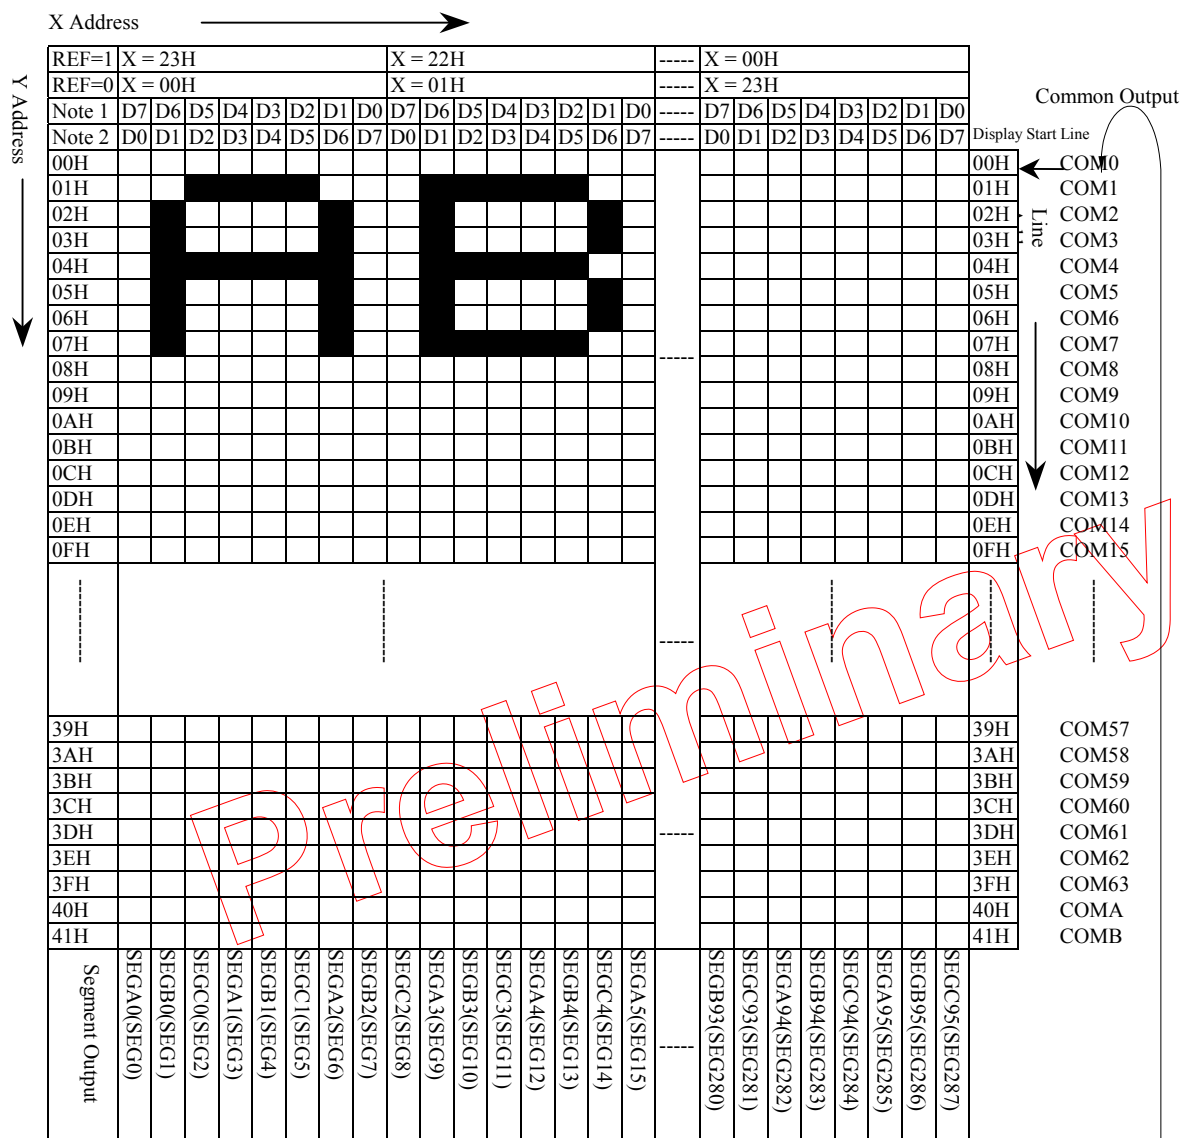 X Address
Y Address
REF=1 X = 23H X = 22H ----- X = 00H
REF=0 X = 00H X = 01H ----- X = 23H
Common Output
Note 1 D7 D6 D5 D4 D3 D2 D1 D0 D7 D6 D5 D4 D3 D2 D1 D0 ----- D7 D6 D5 D4 D3 D2 D1 D0
Note 2 D0 D1 D2 D3 D4 D5 D6 D7 D0 D1 D2 D3 D4 D5 D6 D7 ----- D0 D1 D2 D3 D4 D5 D6 D7 Display Start Line
00H 00H COM0
01H 01H COM1
02H 02H COM2
Line
03H 03H COM3
04H 04H COM4
05H 05H COM5
06H 06H COM6
07H ----- 07H COM7
08H 08H COM8
09H 09H COM9
0AH 0AH COM10
0BH 0BH COM11
0CH 0CH COM12
0DH 0DH COM13
0EH 0EH COM14
0FH 0FH COM15
-----
39H 39H COM57
3AH 3AH COM58
3BH 3BH COM59
3CH 3CH COM60
3DH ----- 3DH COM61
3EH 3EH COM62
3FH 3FH COM63
40H 40H COMA
41H 41H COMB
Preliminary
Segment Output
SEGA0(SEG0)
SEGB0(SEG1)
SEGC0(SEG2)
SEGA1(SEG3)
SEGB1(SEG4)
SEGC1(SEG5)
SEGA2(SEG6)
SEGB2(SEG7)
SEGC2(SEG8)
SEGA3(SEG9)
SEGB3(SEG10)
SEGC3(SEG11)
SEGA4(SEG12)
SEGB4(SEG13)
SEGC4(SEG14)
SEGA5(SEG15)
-----
SEGB93(SEG280)
SEGC93(SEG281)
SEGA94(SEG282)
SEGB94(SEG283)
SEGC94(SEG284)
SEGA95(SEG285)
SEGB95(SEG286)
SEGC95(SEG287)